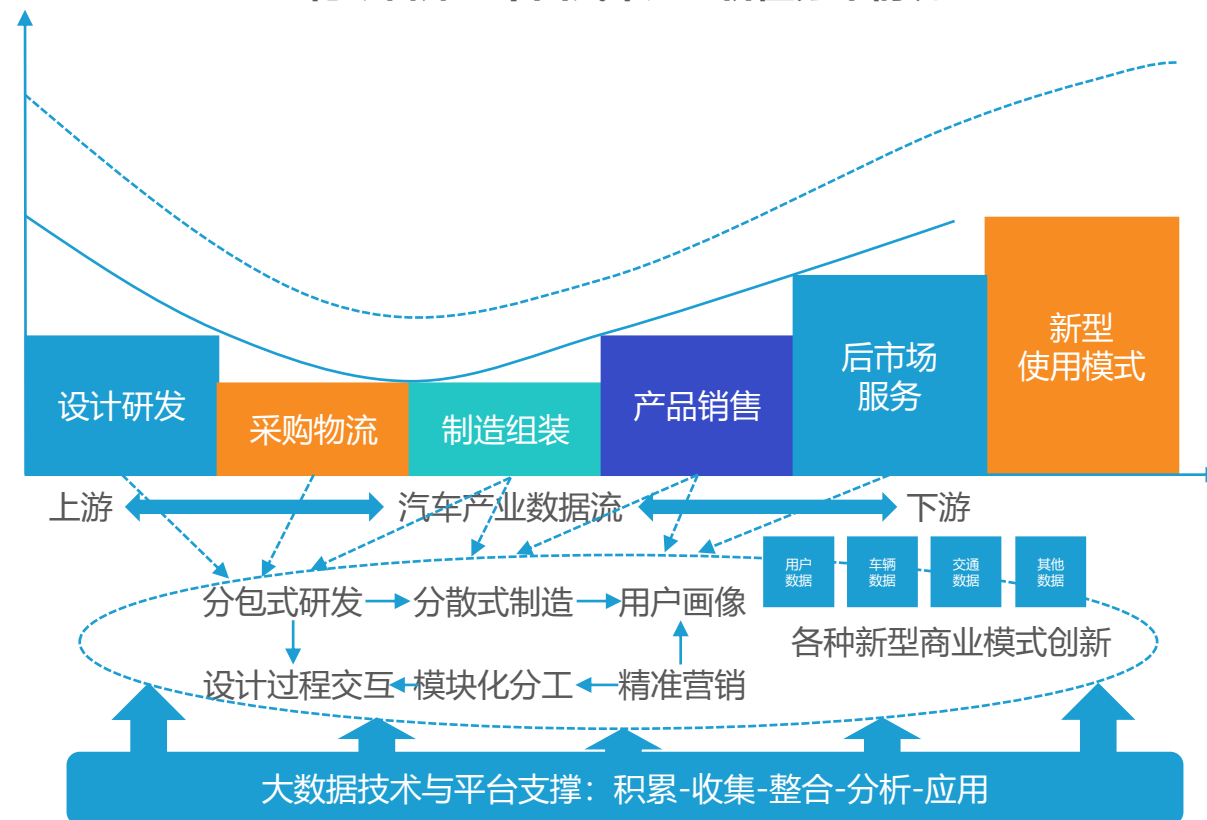 设计研发
采购物流
制造组装
产品销售
后市场
服务
新型
使用模式
上游
汽车产业数据流
下游
用户
数据
车辆
数据
交通
数据
其他
数据
分包式研发
分散式制造
用户画像
各种新型商业模式创新
设计过程交互
模块化分工
精准营销
大数据技术与平台支撑：积累-收集-整合-分析-应用